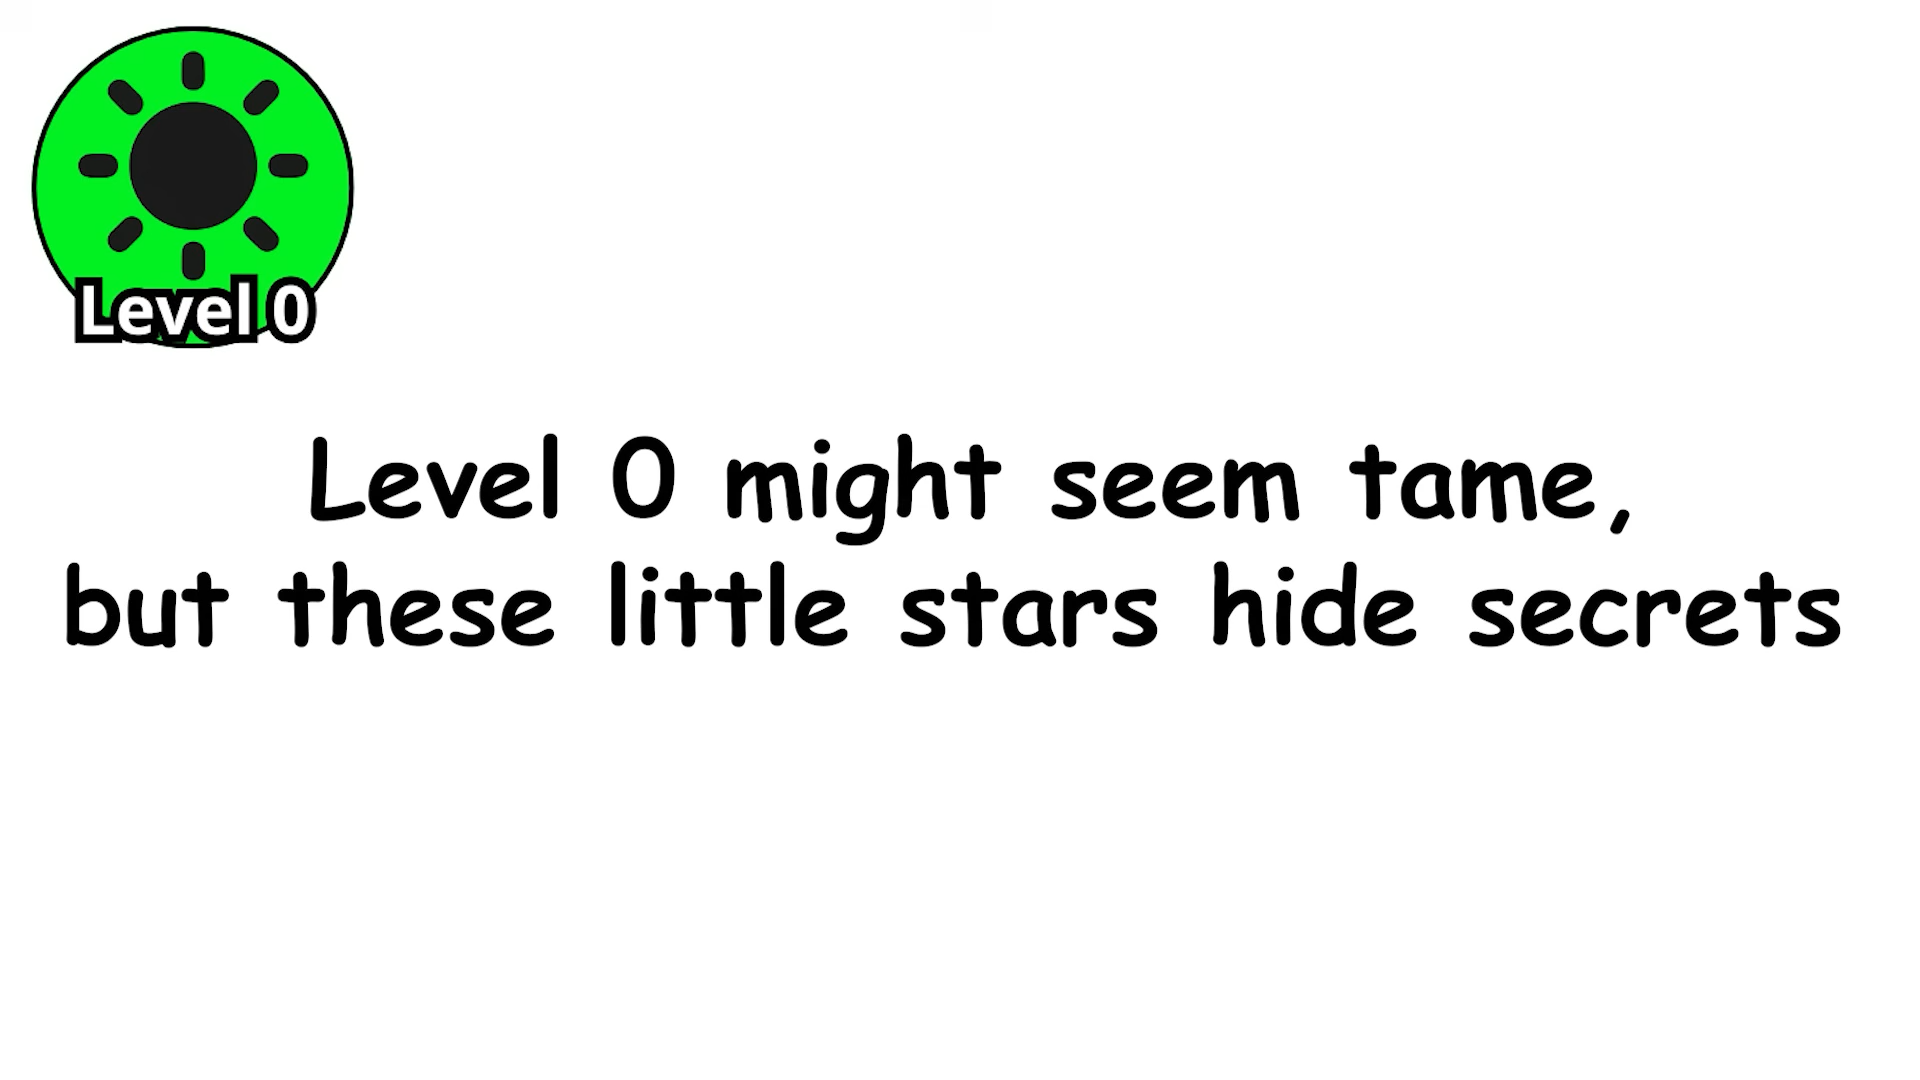 Level 0
Level 0 might seem tame,
but these little stars hide secrets